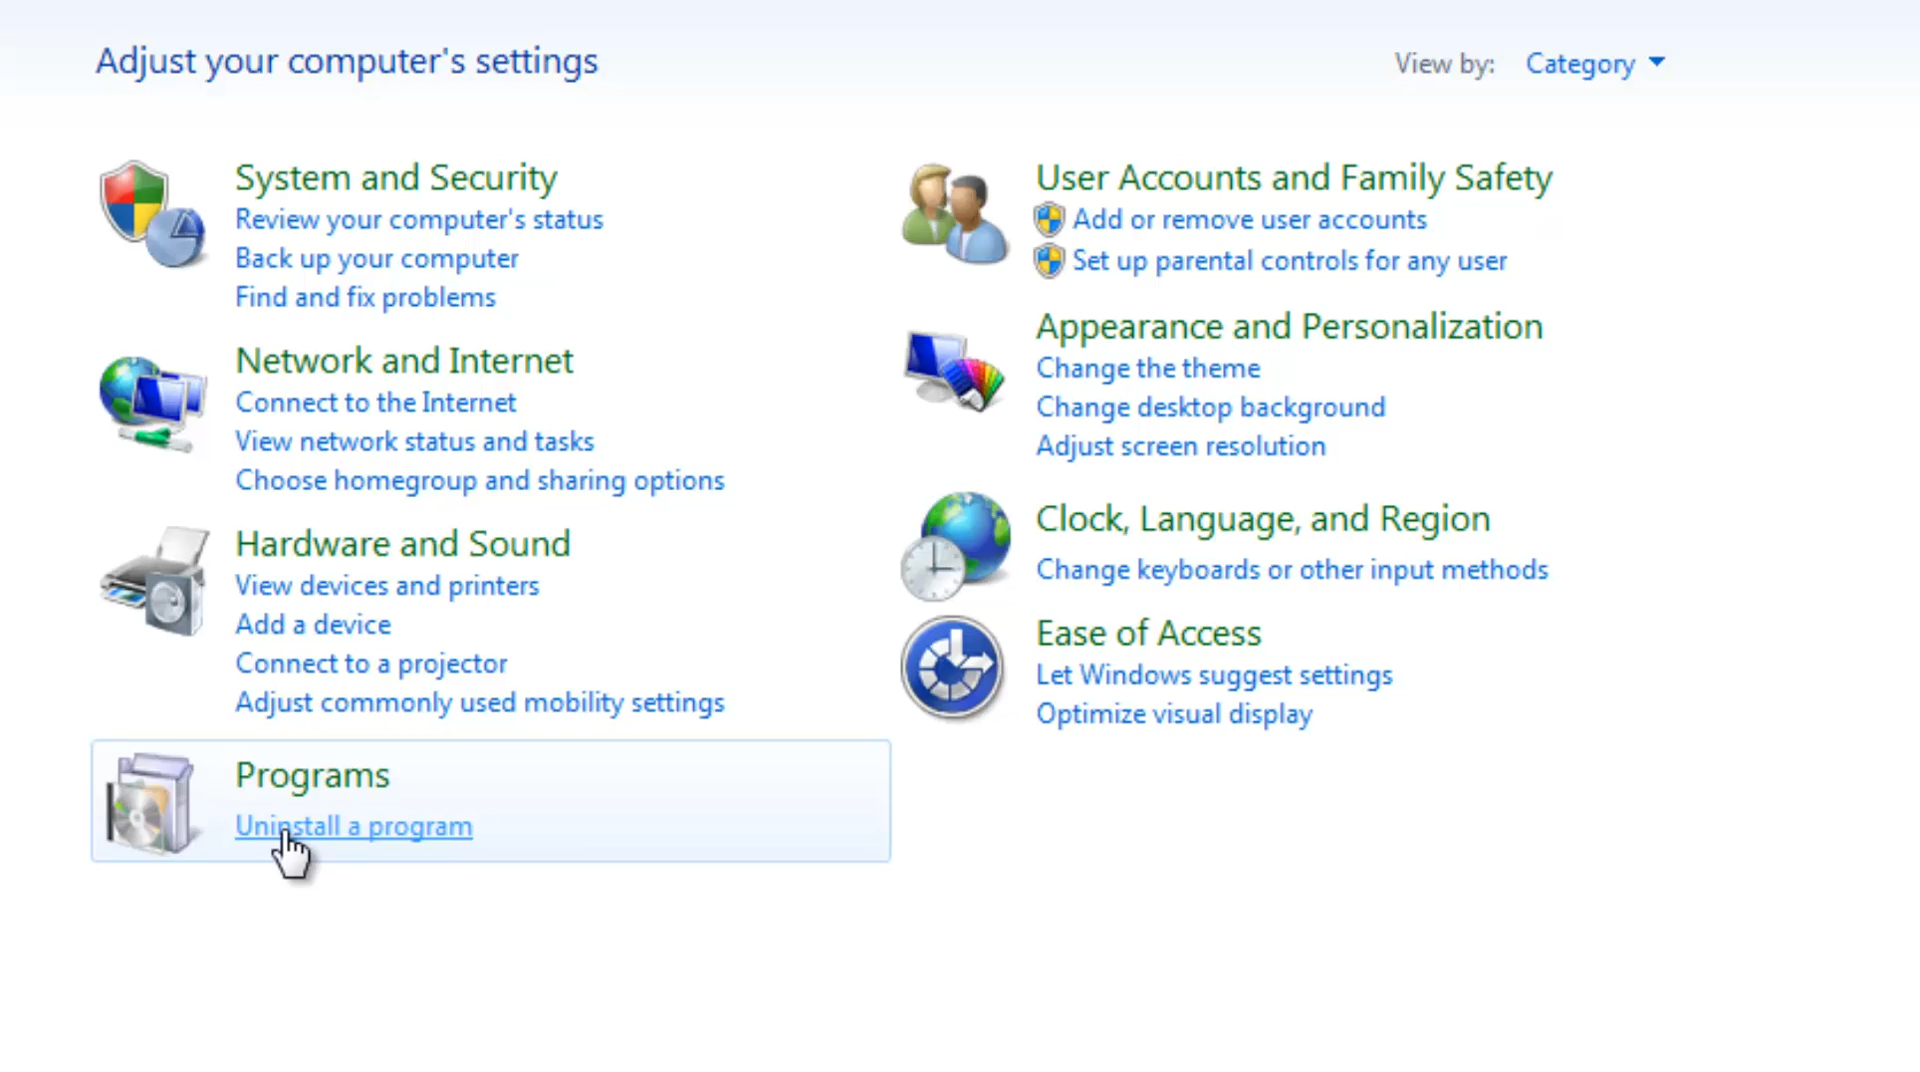 Adjust your computer's settings
View by: Category
System and Security
Review your computer's status
Back up your computer
Find and fix problems
Network and Internet
Connect to the Internet
View network status and tasks
Choose homegroup and sharing options
Hardware and Sound
View devices and printers
Add a device
Connect to a projector
Adjust commonly used mobility settings
Programs
Uninstall a program
User Accounts and Family Safety
Add or remove user accounts
Set up parental controls for any user
Appearance and Personalization
Change the theme
Change desktop background
Adjust screen resolution
Clock, Language, and Region
Change keyboards or other input methods
Ease of Access
Let Windows suggest settings
Optimize visual display